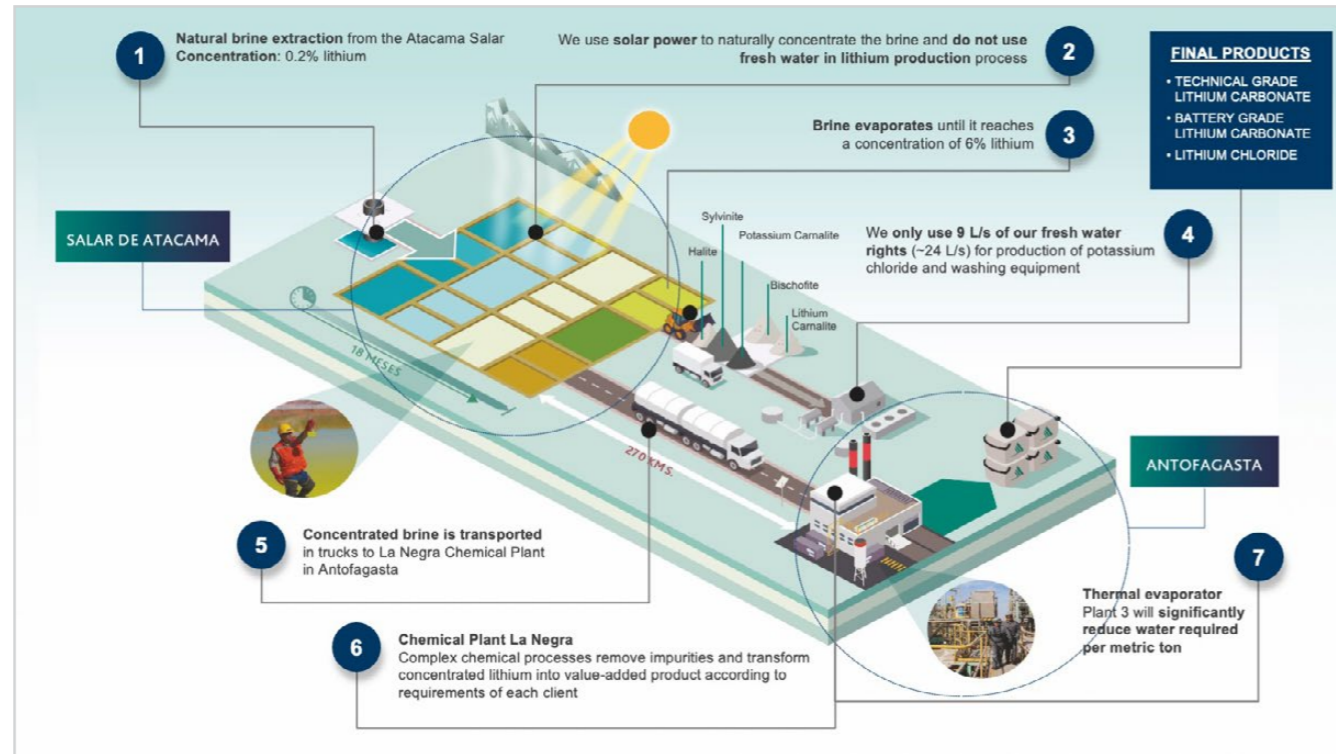 1
Natural brine extraction from the Atacama Salar
Concentration: 0.2% lithium
We use solar power to naturally concentrate the brine and do not use
fresh water in lithium production process
2
Brine evaporates until it reaches
a concentration of 6% lithium
3
FINAL PRODUCTS
• TECHNICAL GRADE
LITHIUM CARBONATE
• BATTERY GRADE
LITHIUM CARBONATE
• LITHIUM CHLORIDE
SALAR DE ATACAMA
We only use 9 L/s of our fresh water
rights (~24 L/s) for production of potassium
chloride and washing equipment
4
Sylvinite
Potassium Carnalite
Halite
Bischofite
Lithium
Carnalite
18 MESES
270 KMS.
ANTOFAGASTA
5
Concentrated brine is transported
in trucks to La Negra Chemical Plant
in Antofagasta
7
Thermal evaporator
Plant 3 will significantly
reduce water required
per metric ton
6
Chemical Plant La Negra
Complex chemical processes remove impurities and transform
concentrated lithium into value-added product according to
requirements of each client